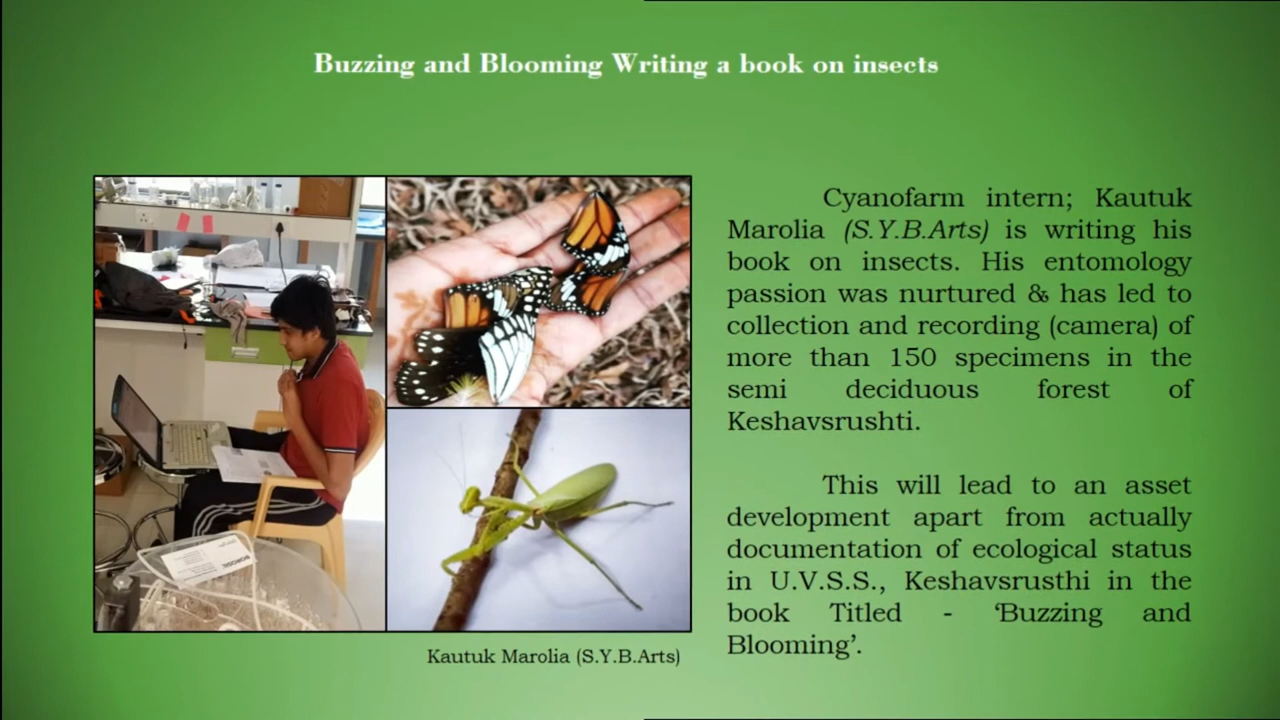 Buzzing and Blooming Writing a book on insects
Cyanofarm intern; Kautuk
Marolia (S.Y.B.Arts) is writing his
book on insects. His entomology
passion was nurtured & has led to
collection and recording (camera) of
more than 150 specimens in the
semi deciduous forest of
Keshavsrushti.
This will lead to an asset
development apart from actually
documentation of ecological status
in U.V.S.S., Keshavsrusthi in the
book Titled - ‘Buzzing and
Blooming’.
BOROSIL
Kautuk Marolia (S.Y.B.Arts)